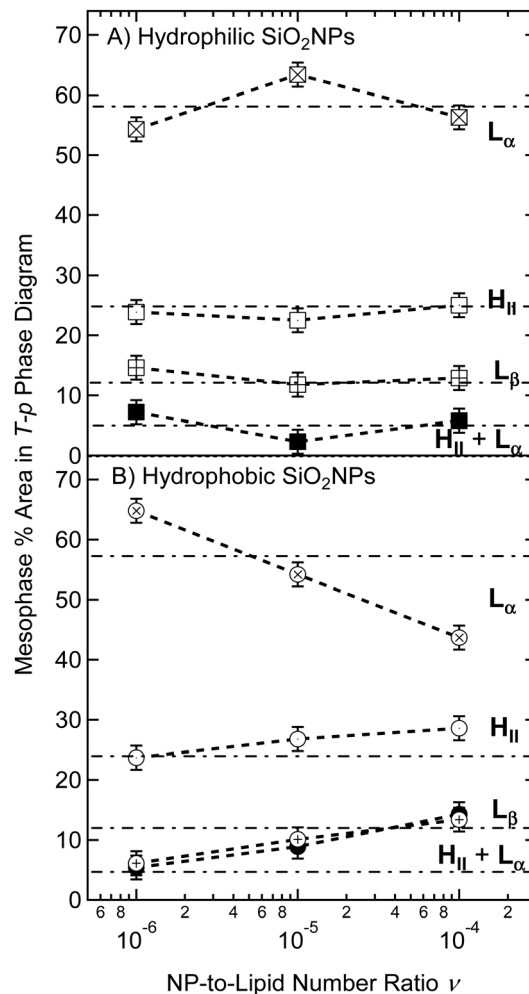 Mesophase % Area in T-p Phase Diagram
A) Hydrophilic SiO₂NPs
70
60
50
40
30
20
10
0
Lα
HII
Lβ
HII + Lα
B) Hydrophobic SiO₂NPs
70
60
50
40
30
20
10
0
Lα
HII
Lβ
HII + Lα
6 8 2 4 6 8 2 4 6 8 2
10⁻⁶ 10⁻⁵ 10⁻⁴
NP-to-Lipid Number Ratio ν